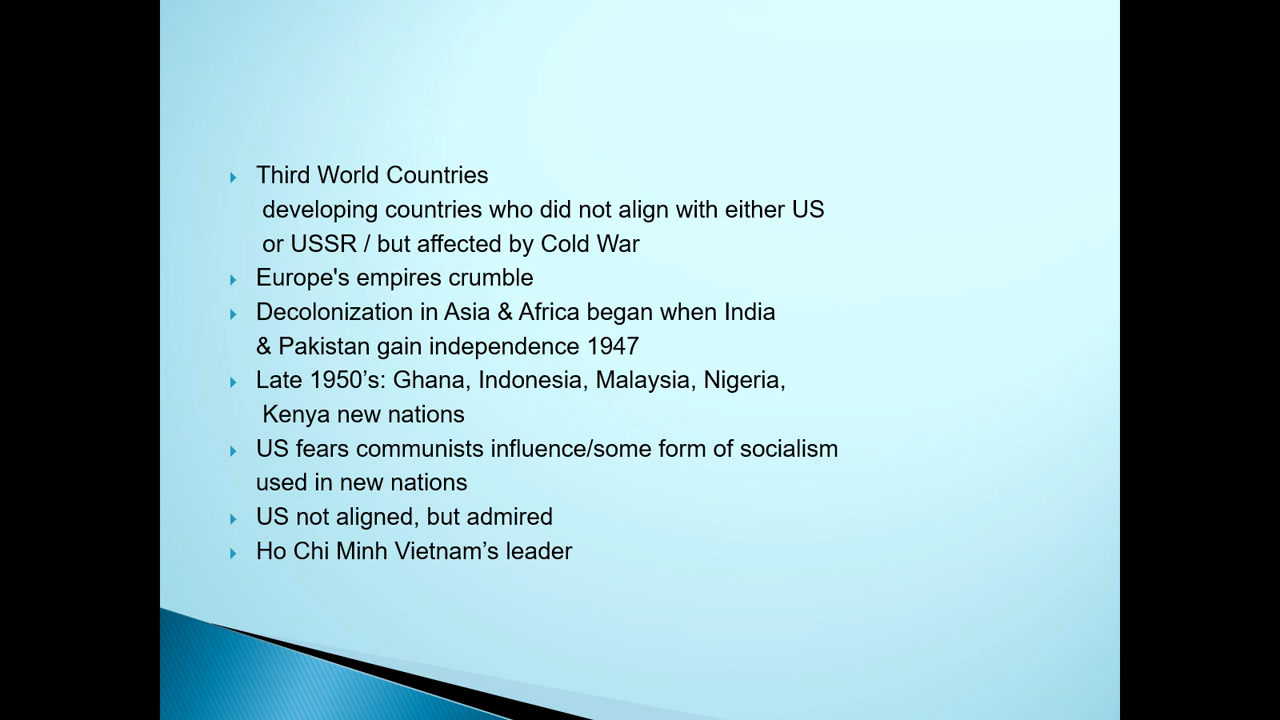 Third World Countries
developing countries who did not align with either US
or USSR / but affected by Cold War
Europe's empires crumble
Decolonization in Asia & Africa began when India
& Pakistan gain independence 1947
Late 1950’s: Ghana, Indonesia, Malaysia, Nigeria,
Kenya new nations
US fears communists influence/some form of socialism
used in new nations
US not aligned, but admired
Ho Chi Minh Vietnam’s leader